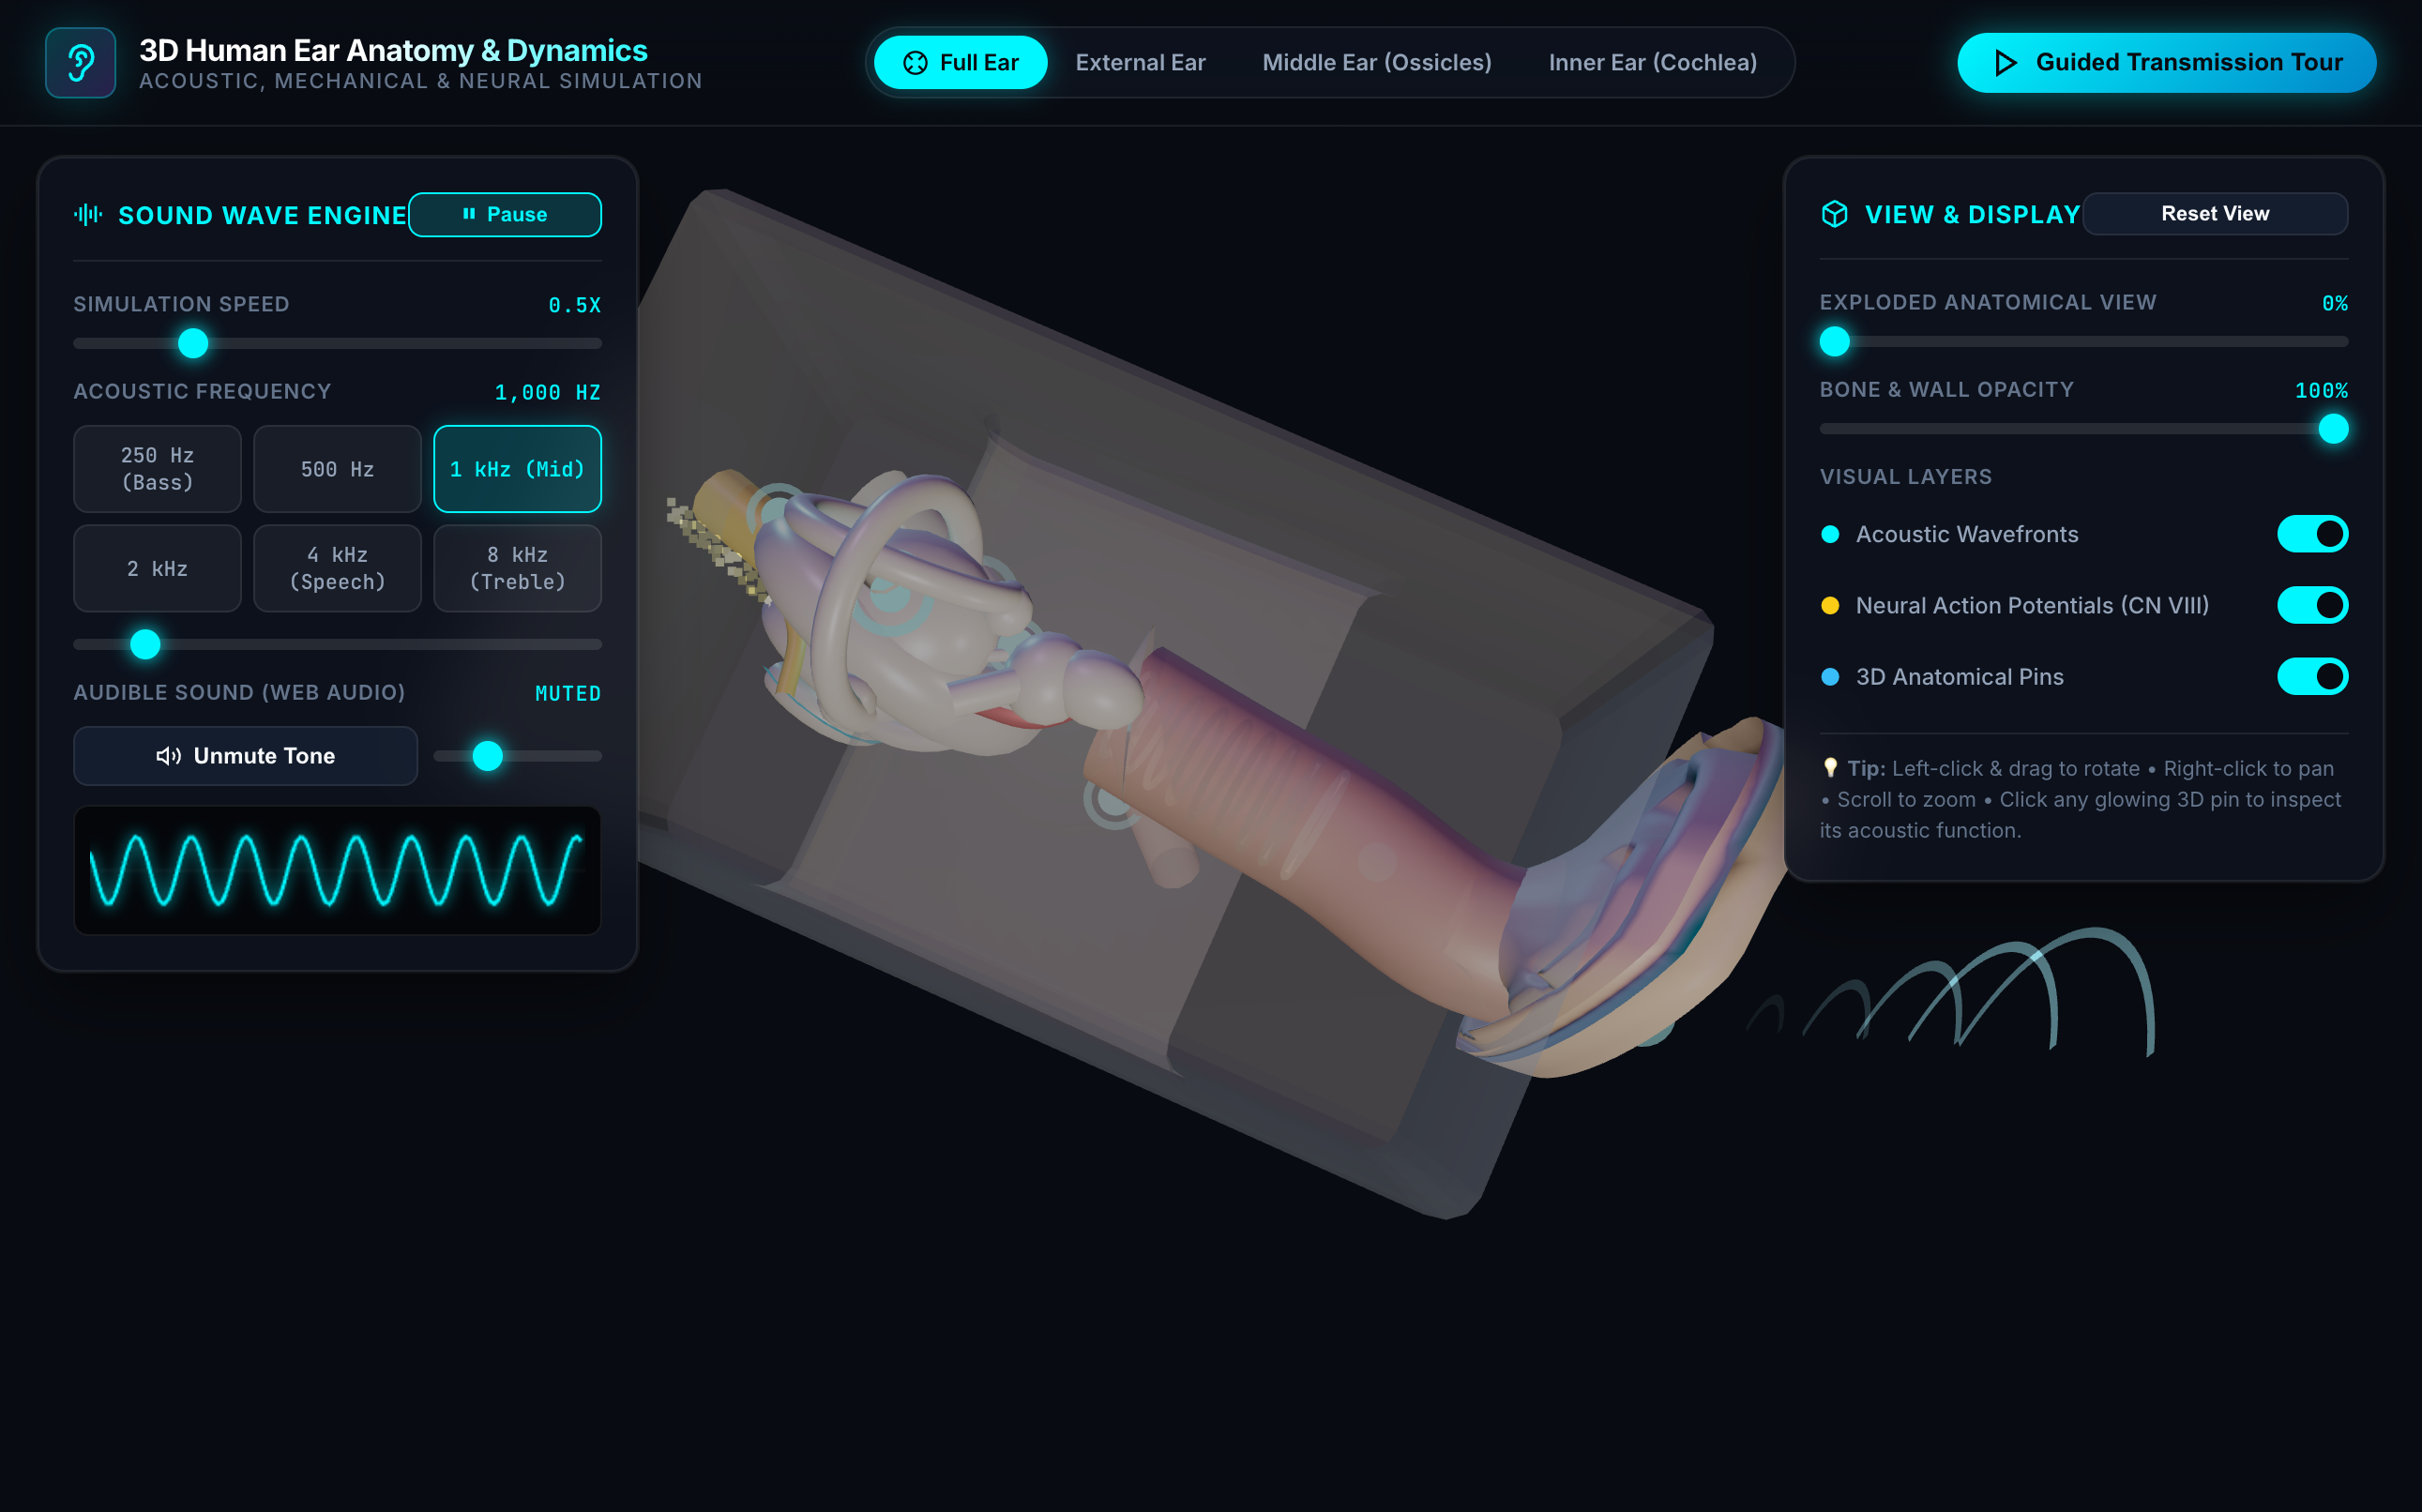 3D Human Ear Anatomy & Dynamics
ACOUSTIC, MECHANICAL & NEURAL SIMULATION
Full Ear
External Ear
Middle Ear (Ossicles)
Inner Ear (Cochlea)
Guided Transmission Tour
SOUND WAVE ENGINE
Pause
SIMULATION SPEED
0.5X
ACOUSTIC FREQUENCY
1,000 HZ
250 Hz
(Bass)
500 Hz
1 kHz (Mid)
2 kHz
4 kHz
(Speech)
8 kHz
(Treble)
AUDIBLE SOUND (WEB AUDIO)
MUTED
Unmute Tone
VIEW & DISPLAY
Reset View
EXPLODED ANATOMICAL VIEW
0%
BONE & WALL OPACITY
100%
VISUAL LAYERS
Acoustic Wavefronts
Neural Action Potentials (CN VIII)
3D Anatomical Pins
Tip: Left-click & drag to rotate • Right-click to pan
• Scroll to zoom • Click any glowing 3D pin to inspect
its acoustic function.